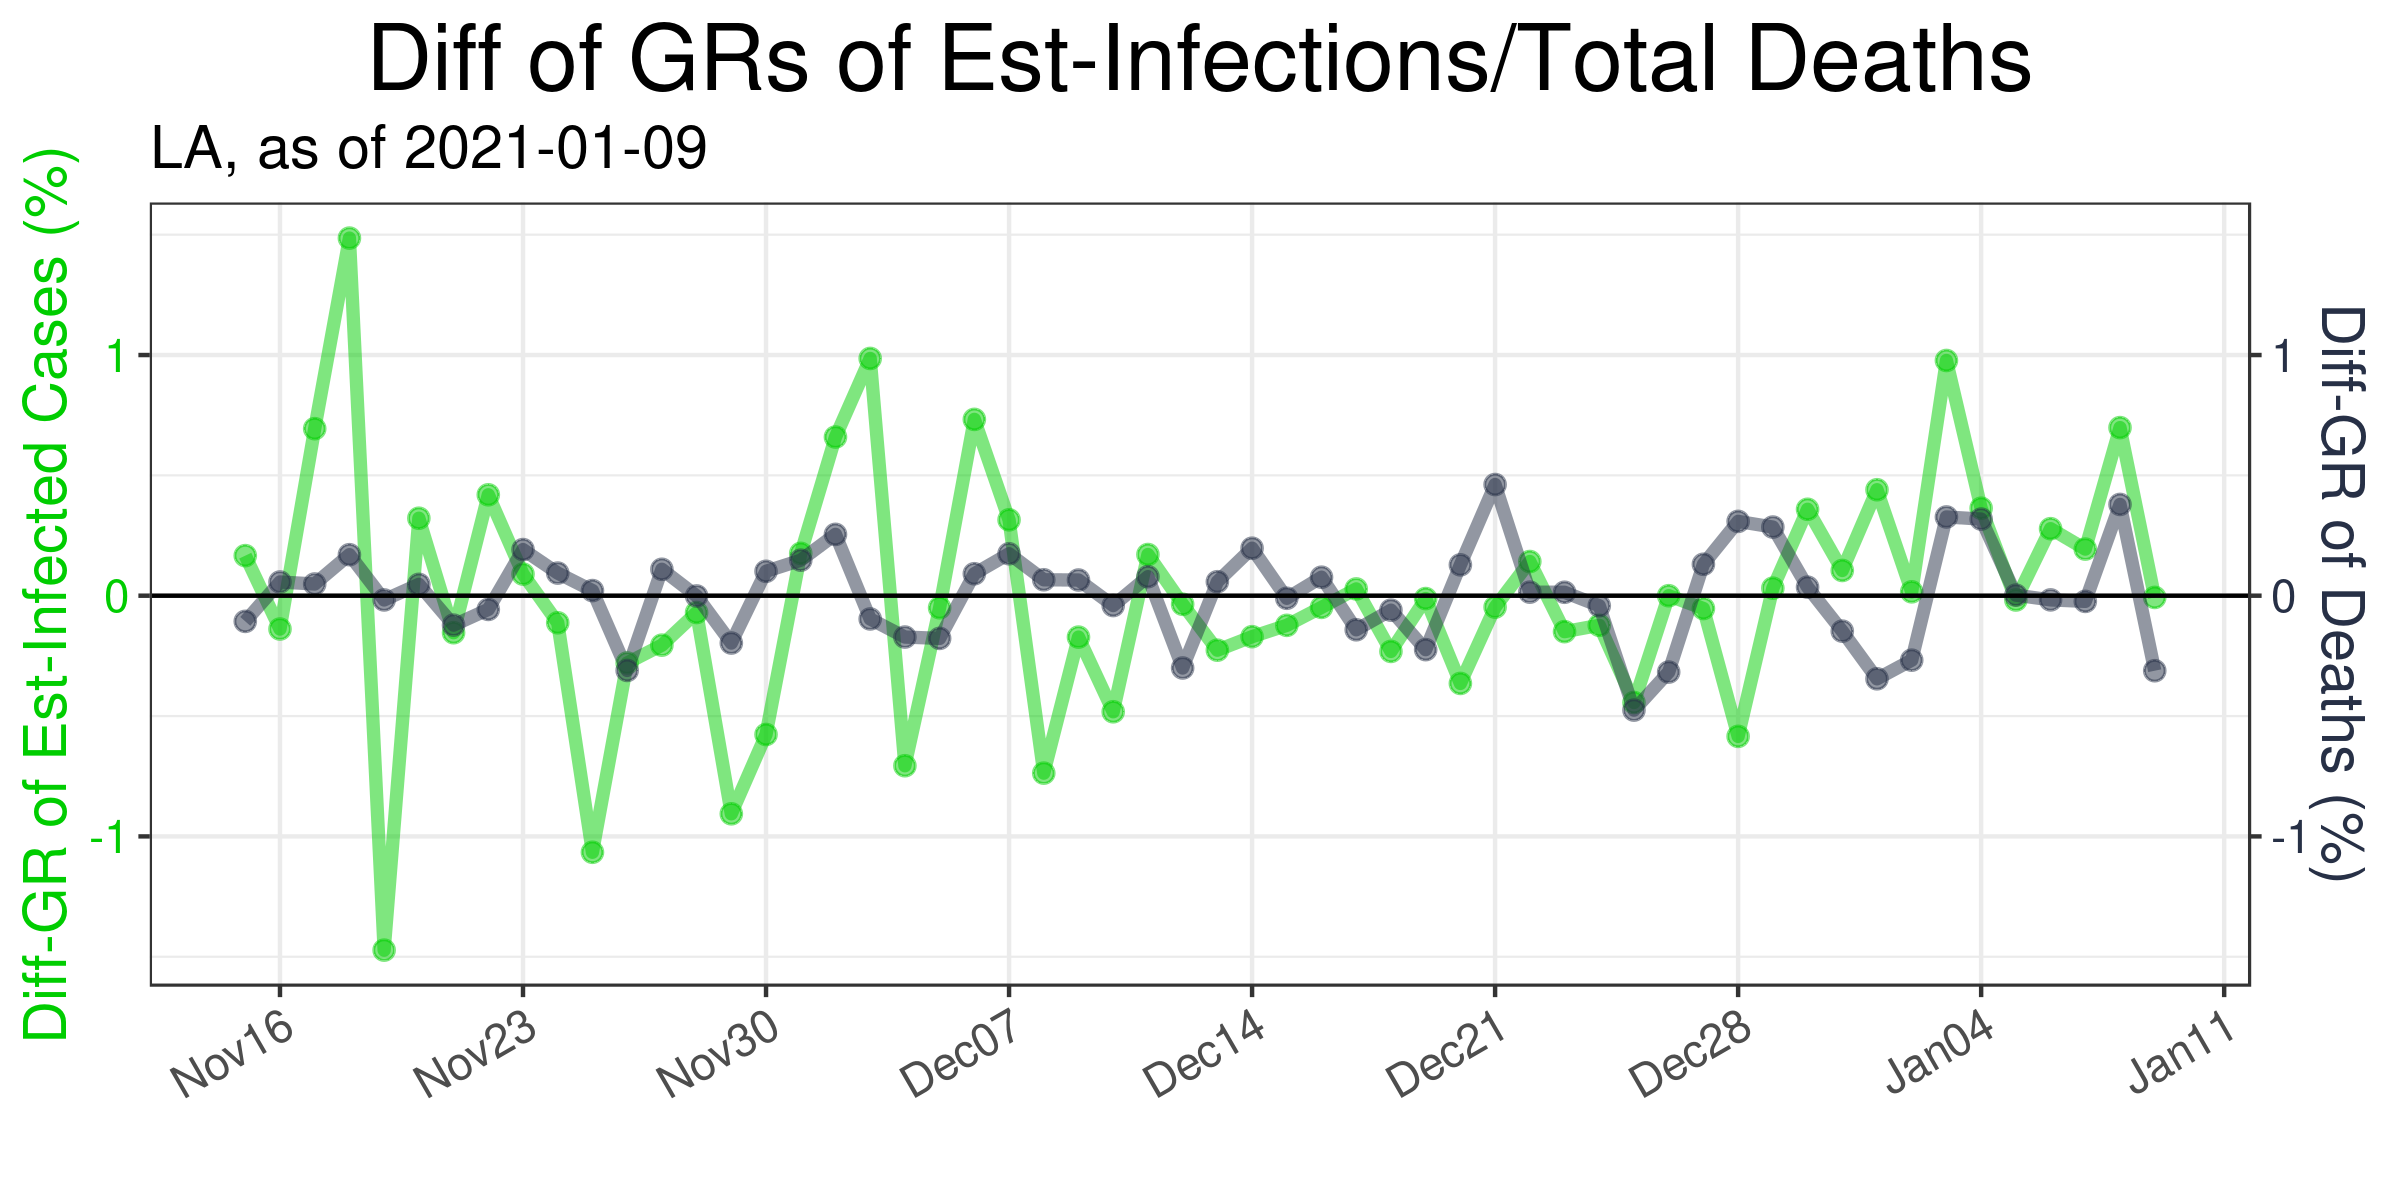 Diff of GRs of Est-Infections/Total Deaths
LA, as of 2021-01-09
Diff-GR of Est-Infected Cases (%)
1
0
-1
1
0
-1
Diff-GR of Deaths (%)
Nov16
Nov23
Nov30
Dec07
Dec14
Dec21
Dec28
Jan04
Jan11